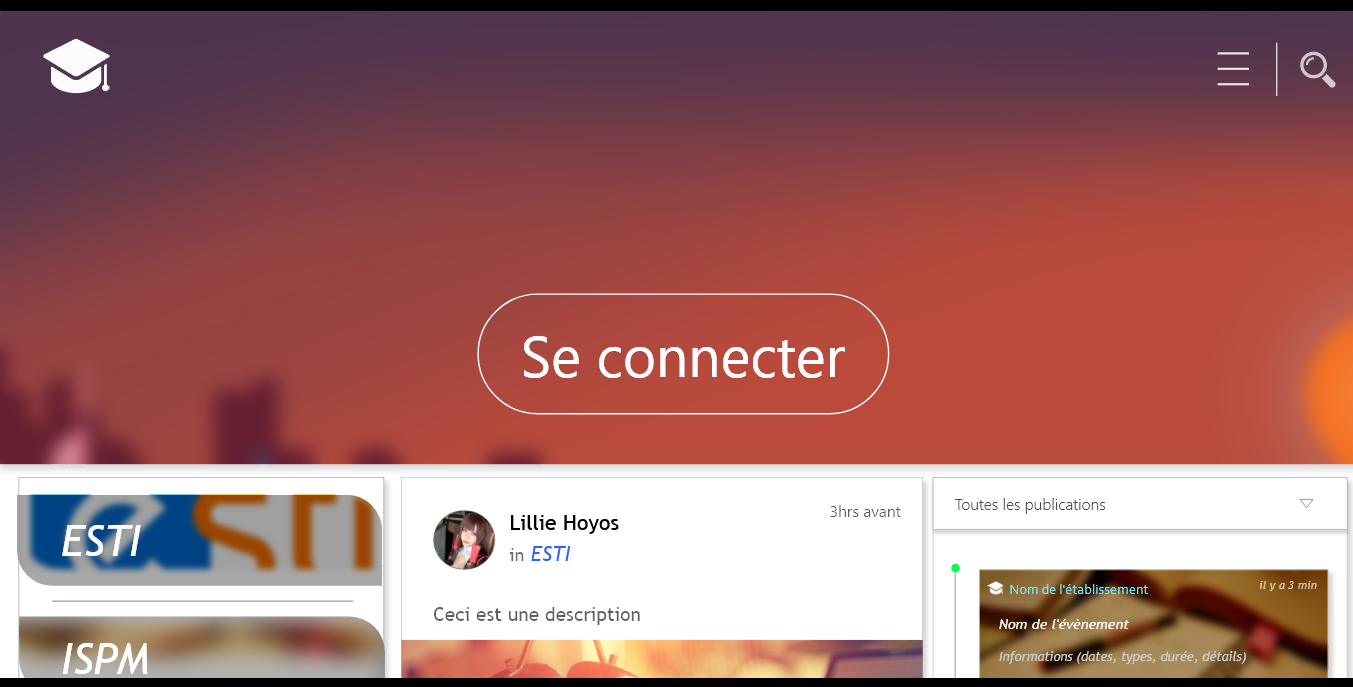 Se connecter
ESTI
ISPM
Lillie Hoyos
3hrs avant
in ESTI
Ceci est une description
Toutes les publications
Nom de l'établissement
il y a 3 min
Nom de l'évènement
Informations (dates, types, durée, détails)